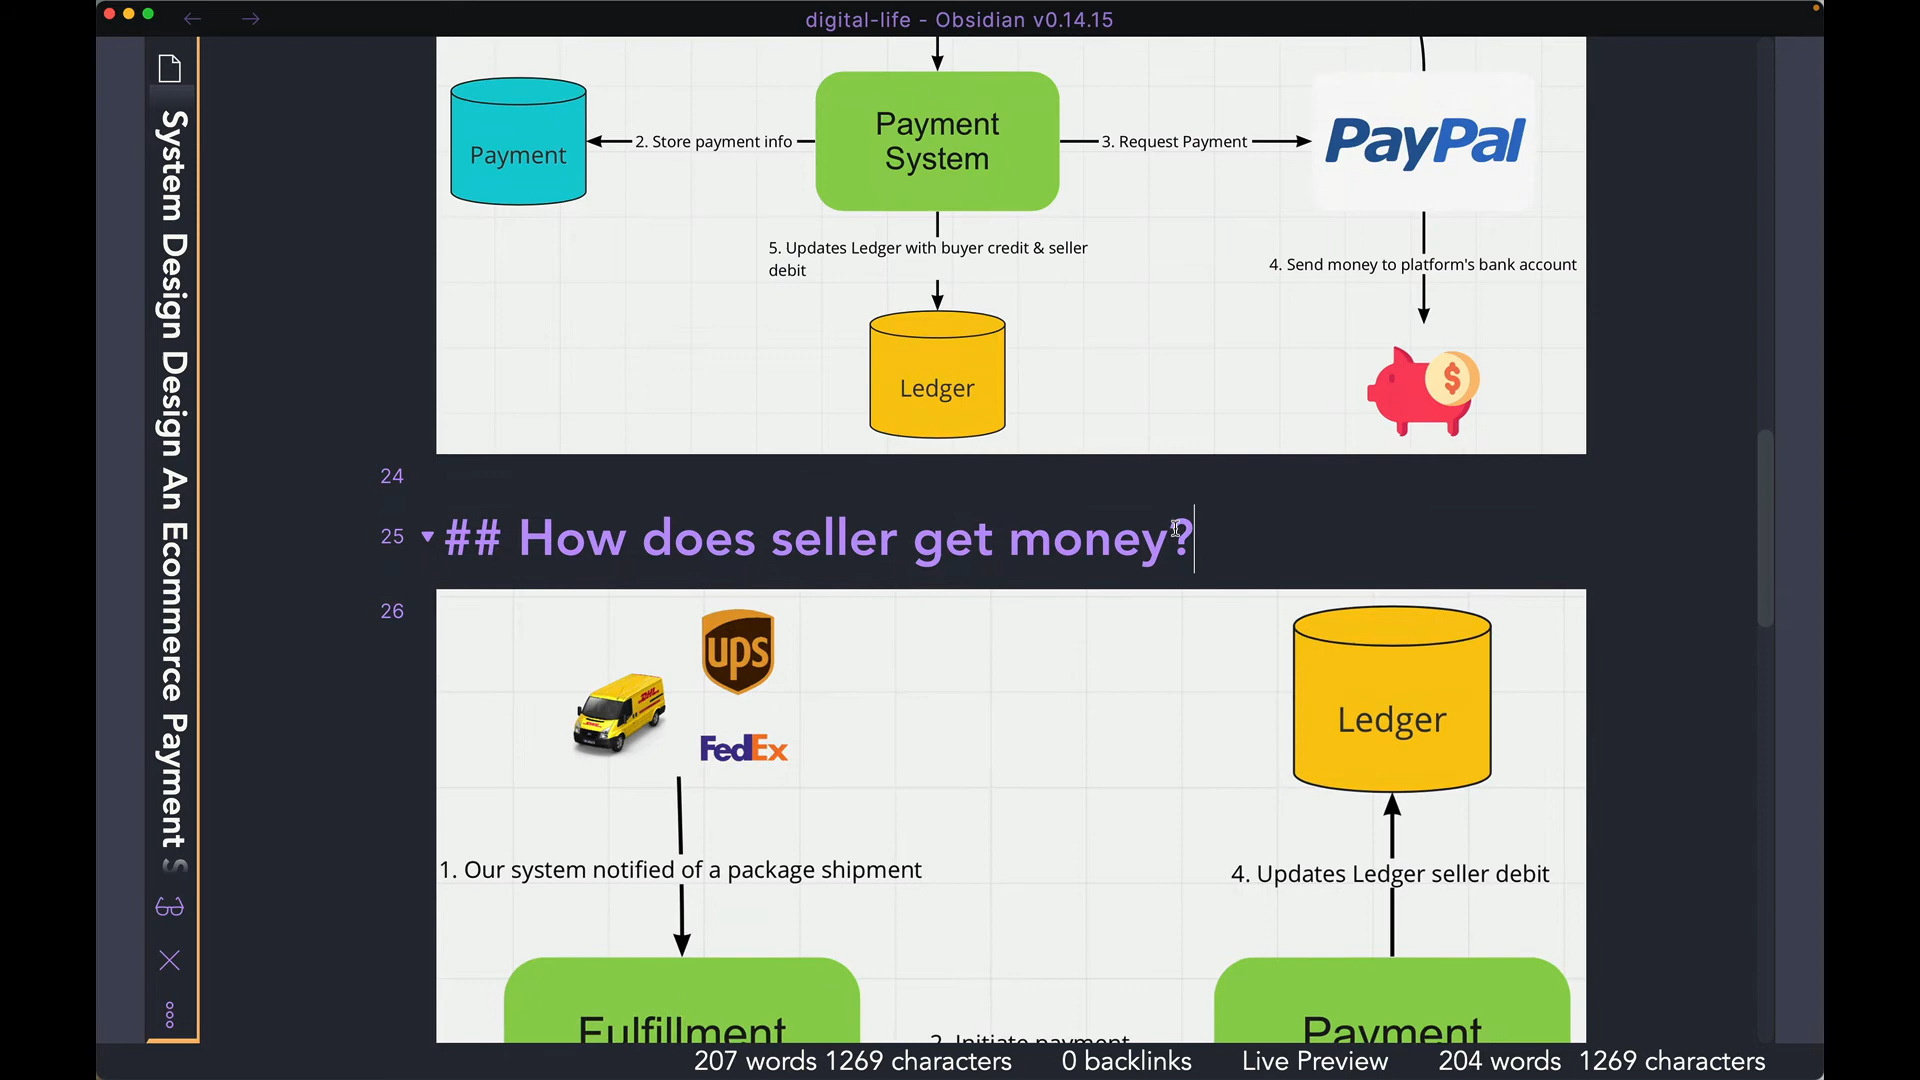 digital-life - Obsidian v0.14.15
System Design Design An Ecommerce Payment S
Payment
2. Store payment info
Payment
System
3. Request Payment
PayPal
5. Updates Ledger with buyer credit & seller
debit
4. Send money to platform's bank account
Ledger
$
24
25
## How does seller get money?
26
ups
DHL
FedEx
Ledger
1. Our system notified of a package shipment
4. Updates Ledger seller debit
Fulfillment
2. Initiate payment
Payment
207 words 1269 characters
0 backlinks
Live Preview
204 words
1269 characters